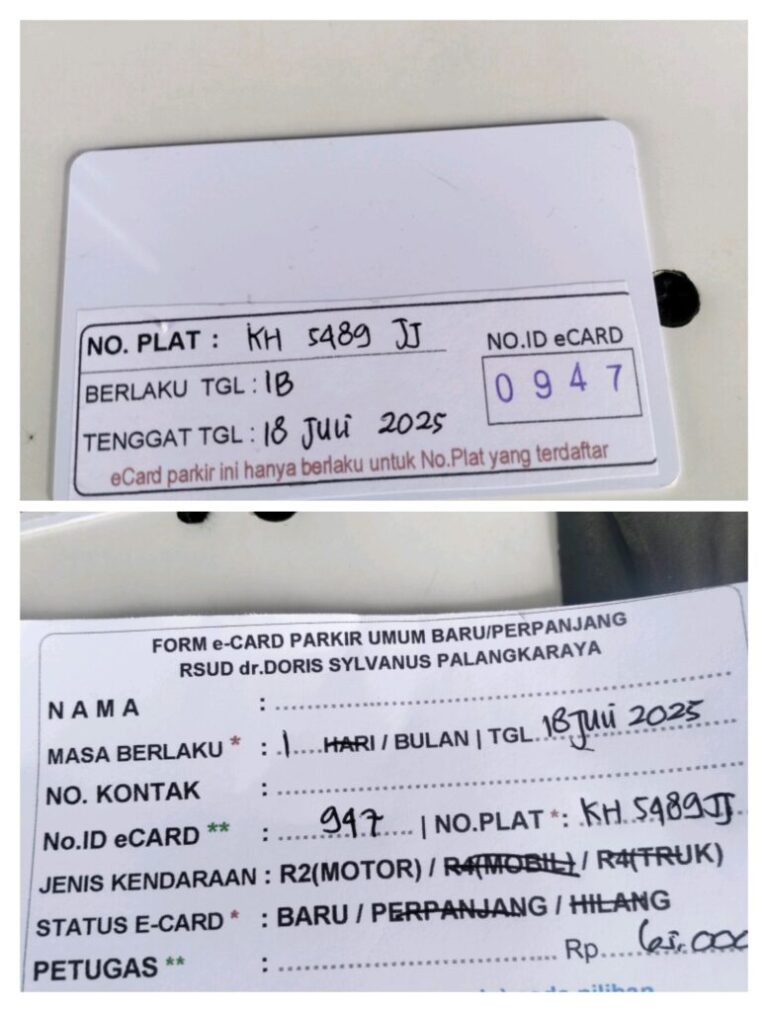 NO. PLAT : KH 5489 JJ
NO.ID eCARD
BERLAKU TGL : 1B
0947
TENGGAT TGL : 18 Juli 2025
eCard parkir ini hanya berlaku untuk No.Plat yang terdaftar
FORM e-CARD PARKIR UMUM BARU/PERPANJANG
RSUD dr.DORIS SYLVANUS PALANGKARAYA
NAMA :
MASA BERLAKU * : 1 HARI / BULAN | TGL 18 Juli 2025
NO. KONTAK :
No.ID eCARD ** : 947 | NO.PLAT *: KH 5489 JJ
JENIS KENDARAAN : R2(MOTOR) / R4(MOBIL) / R4(TRUK)
STATUS E-CARD * : BARU / PERPANJANG / HILANG
PETUGAS ** : Rp.